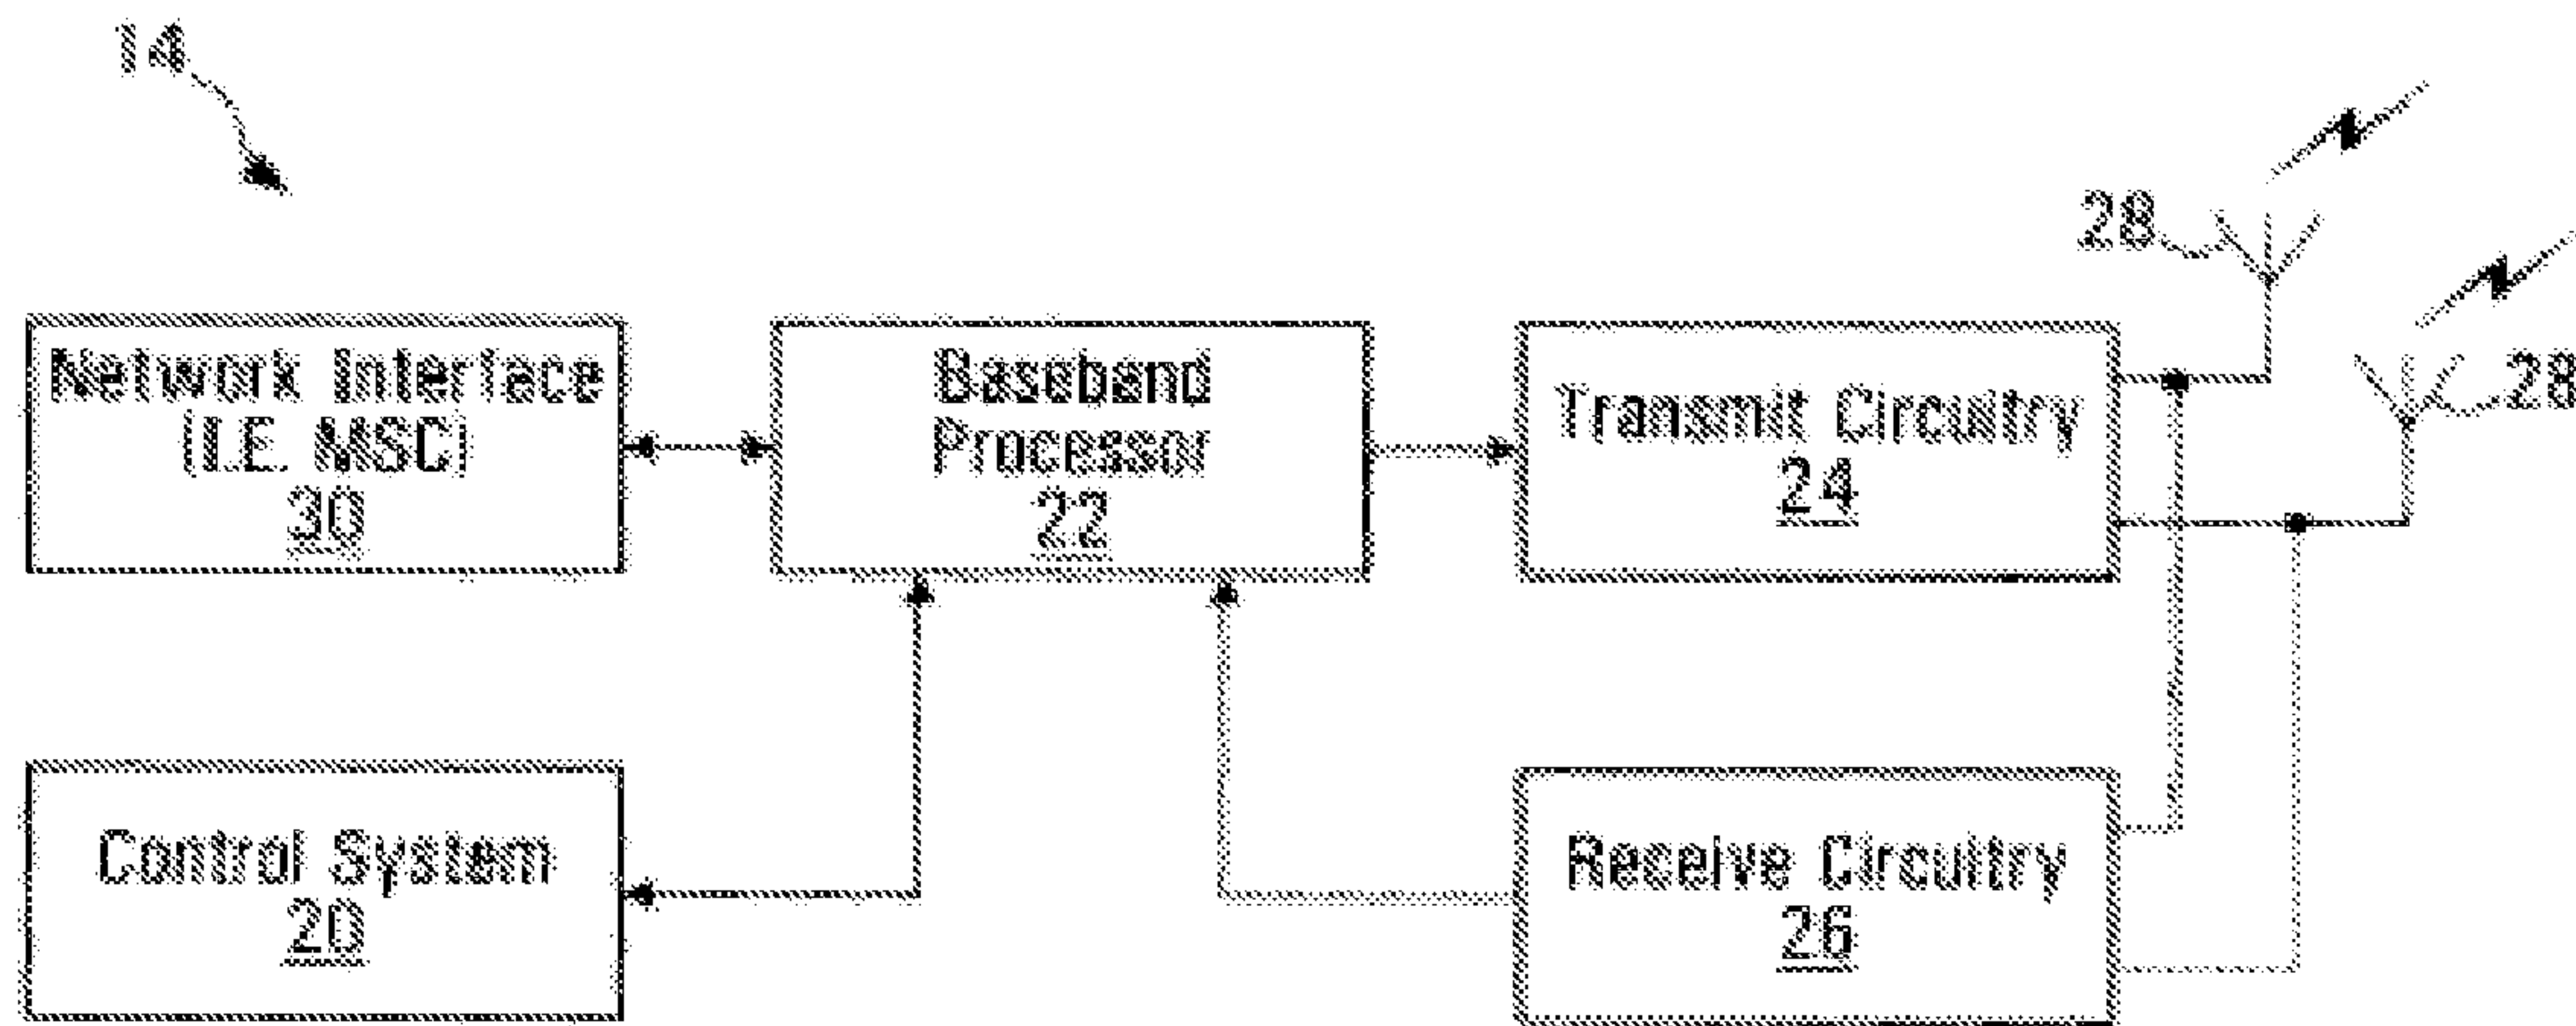 14
28
28
Network Interface
(I.E. MSC)
30
Baseband
Processor
22
Transmit Circuitry
24
Control System
20
Receive Circuitry
26